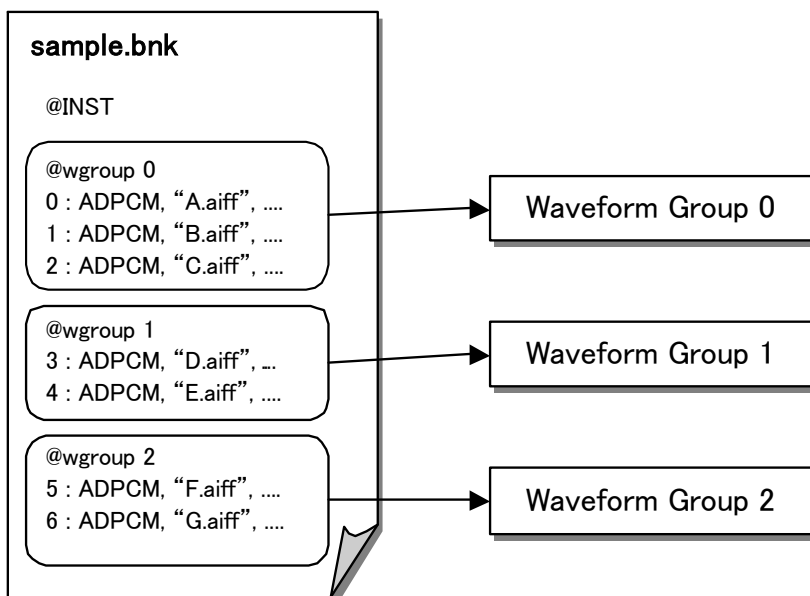 sample.bnk
@INST
@wgroup 0
0 : ADPCM, “A.aiff”, ....
1 : ADPCM, “B.aiff”, ....
2 : ADPCM, “C.aiff”, ....
@wgroup 1
3 : ADPCM, “D.aiff”, ....
4 : ADPCM, “E.aiff”, ....
@wgroup 2
5 : ADPCM, “F.aiff”, ....
6 : ADPCM, “G.aiff”, ....
Waveform Group 0
Waveform Group 1
Waveform Group 2